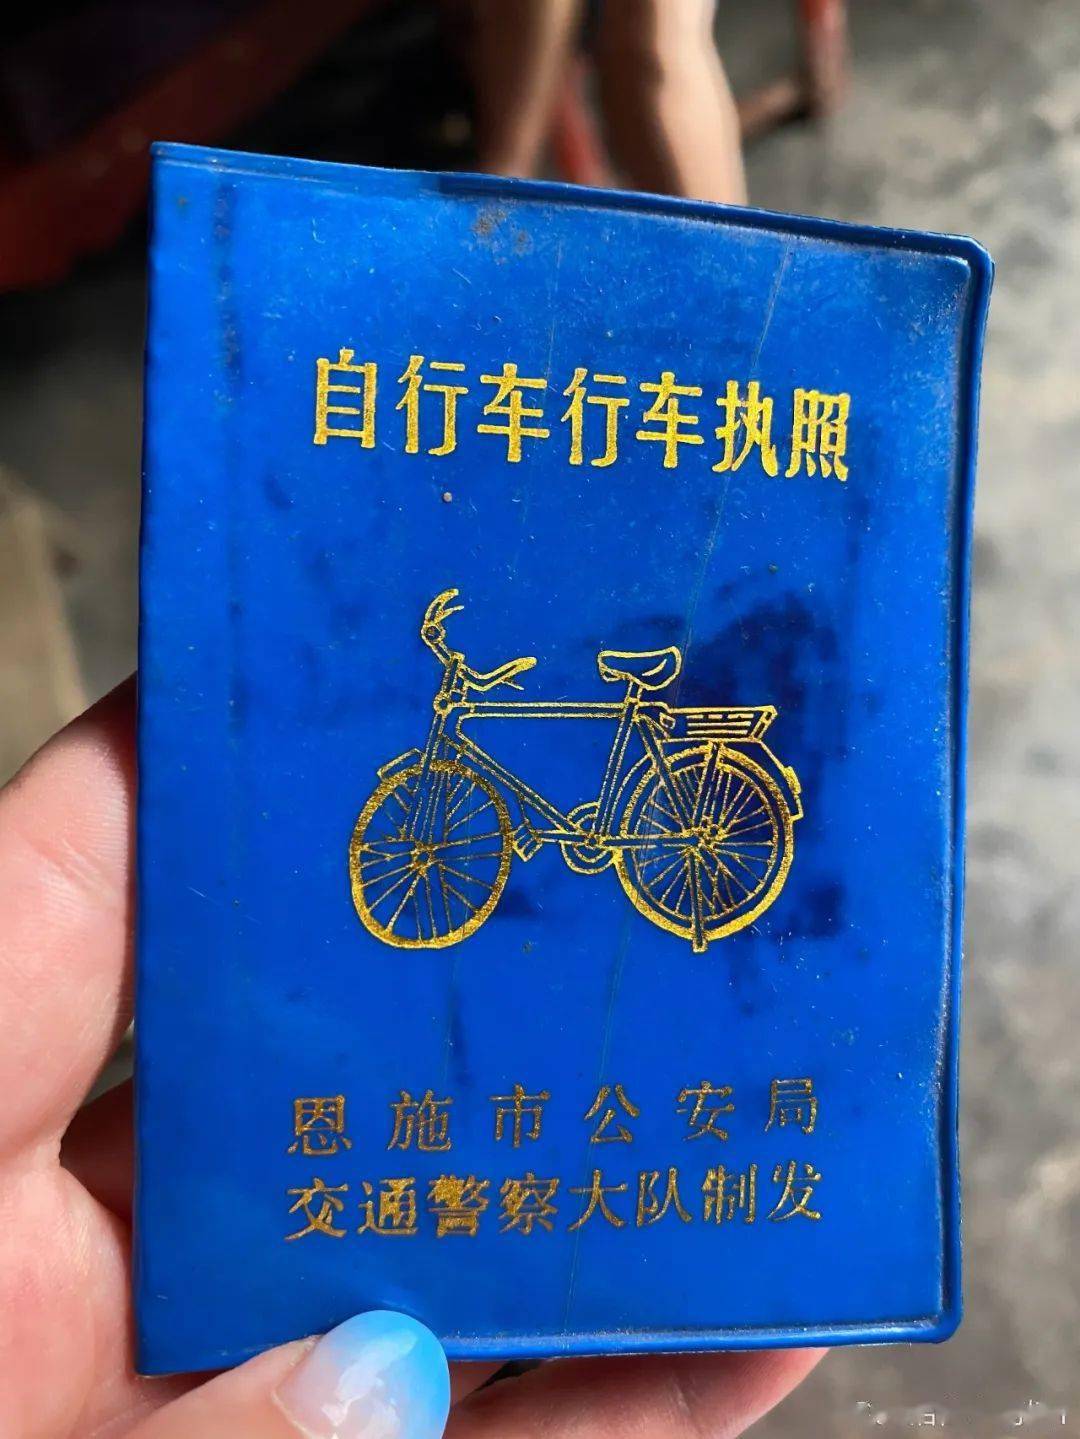 自行车行车执照
恩施市公安局
交通警察大队制发